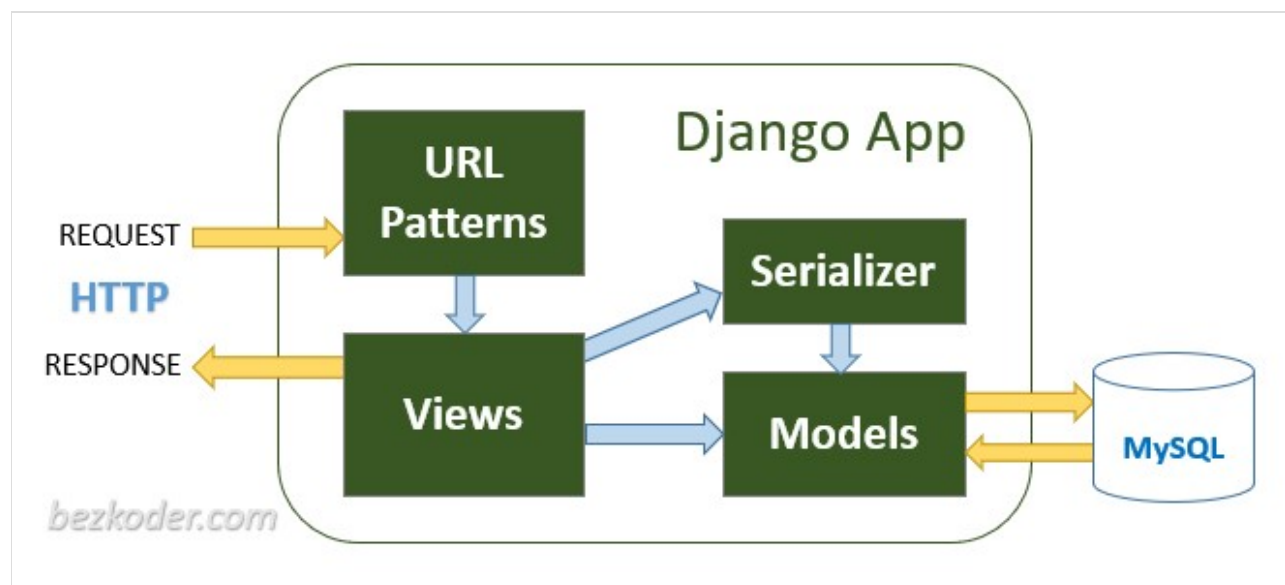 Django App
URL
Patterns
REQUEST
HTTP
RESPONSE
Serializer
Views
Models
MySQL
bezkoder.com